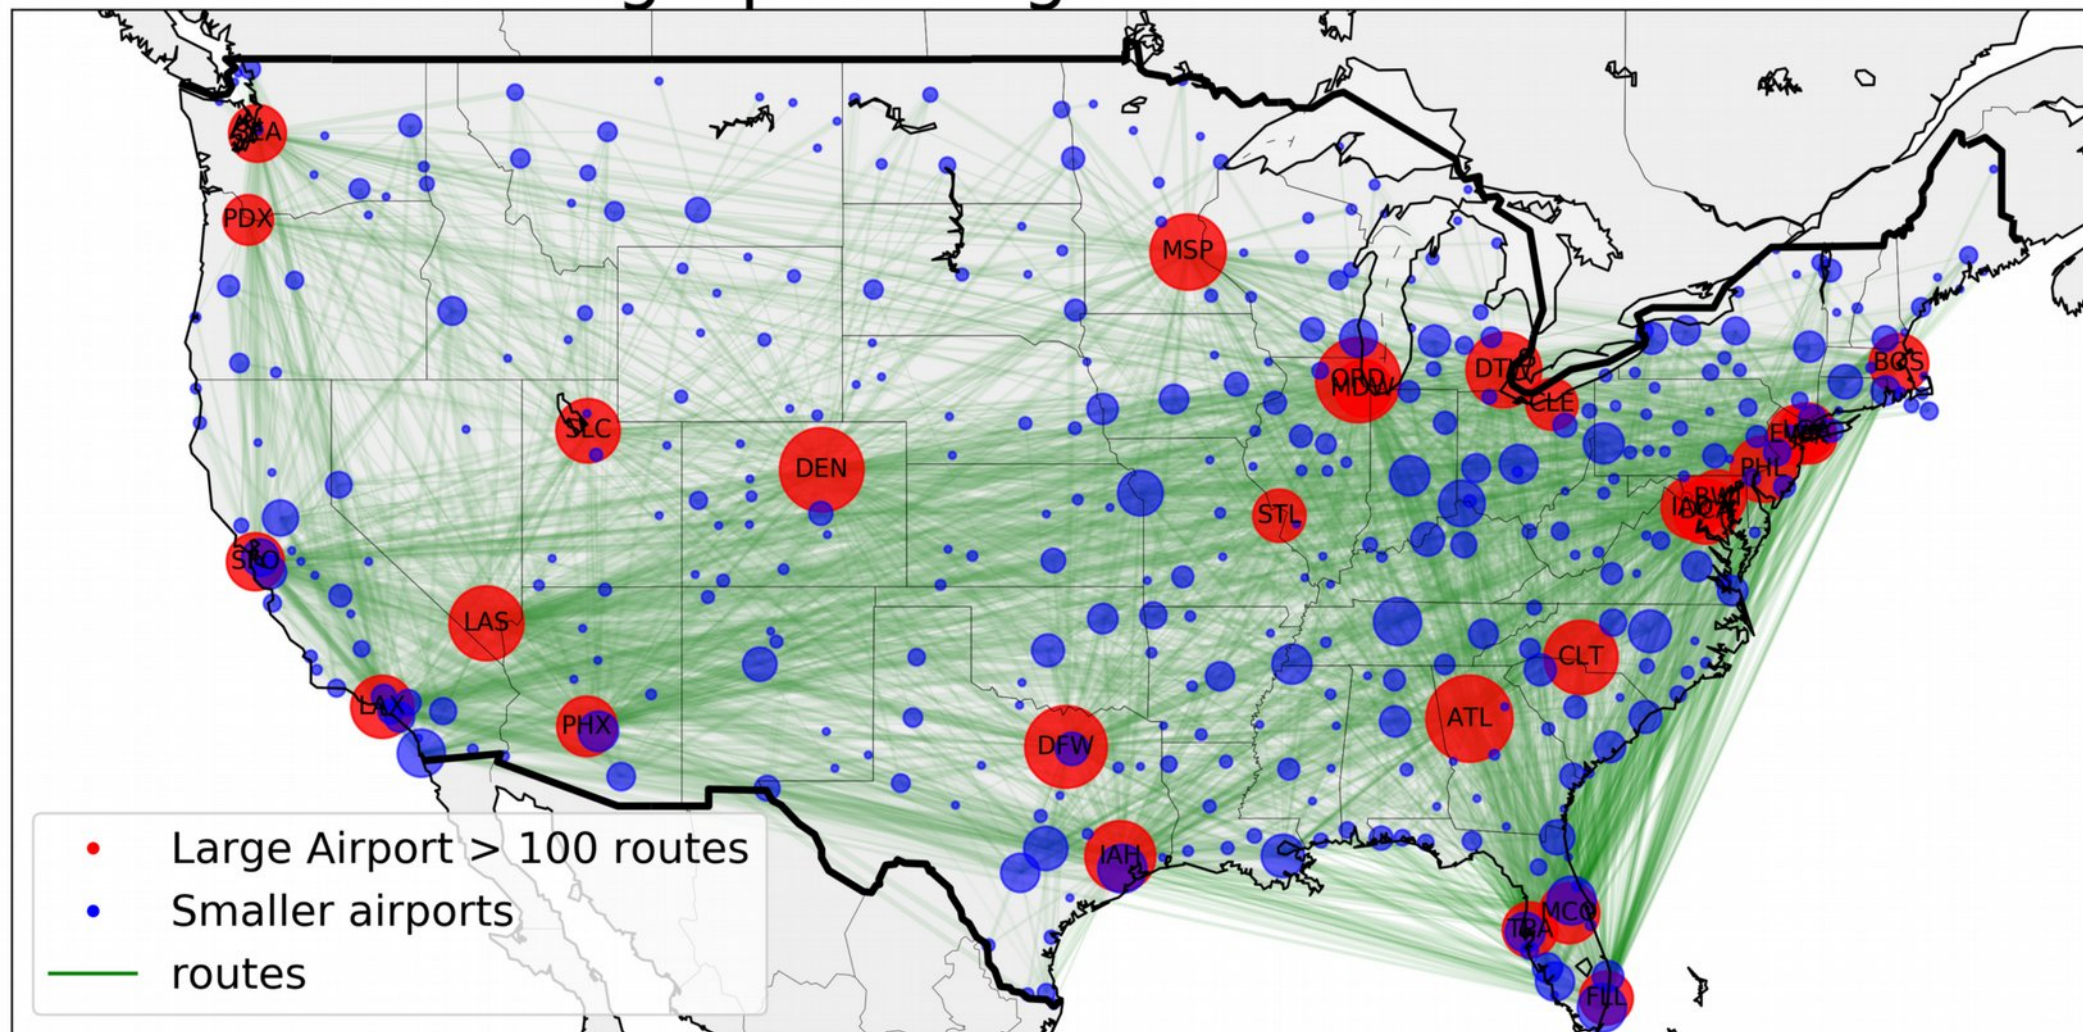 SEA
PDX
MSP
ORD
MDW
DTW
BOS
CLE
SLC
DEN
PHL
BWI
STL
SFO
LAS
CLT
LAX
PHX
ATL
DFW
IAH
MCO
TPA
FLL
Large Airport > 100 routes
Smaller airports
routes